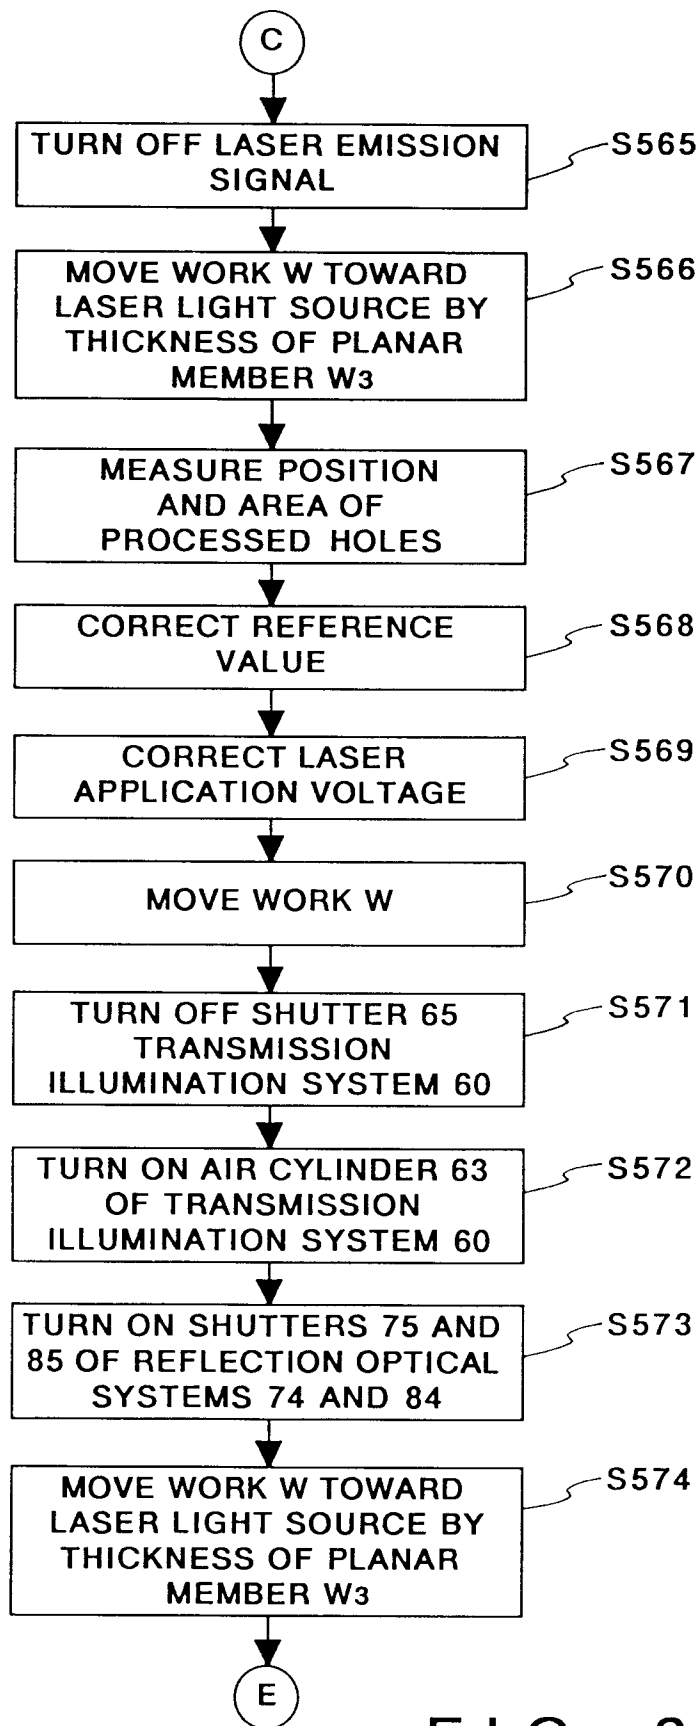 C
TURN OFF LASER EMISSION
SIGNAL
S565
MOVE WORK W TOWARD
LASER LIGHT SOURCE BY
THICKNESS OF PLANAR
MEMBER W3
S566
MEASURE POSITION
AND AREA OF
PROCESSED HOLES
S567
CORRECT REFERENCE
VALUE
S568
CORRECT LASER
APPLICATION VOLTAGE
S569
MOVE WORK W
S570
TURN OFF SHUTTER 65
TRANSMISSION
ILLUMINATION SYSTEM 60
S571
TURN ON AIR CYLINDER 63
OF TRANSMISSION
ILLUMINATION SYSTEM 60
S572
TURN ON SHUTTERS 75 AND
85 OF REFLECTION OPTICAL
SYSTEMS 74 AND 84
S573
MOVE WORK W TOWARD
LASER LIGHT SOURCE BY
THICKNESS OF PLANAR
MEMBER W3
S574
E